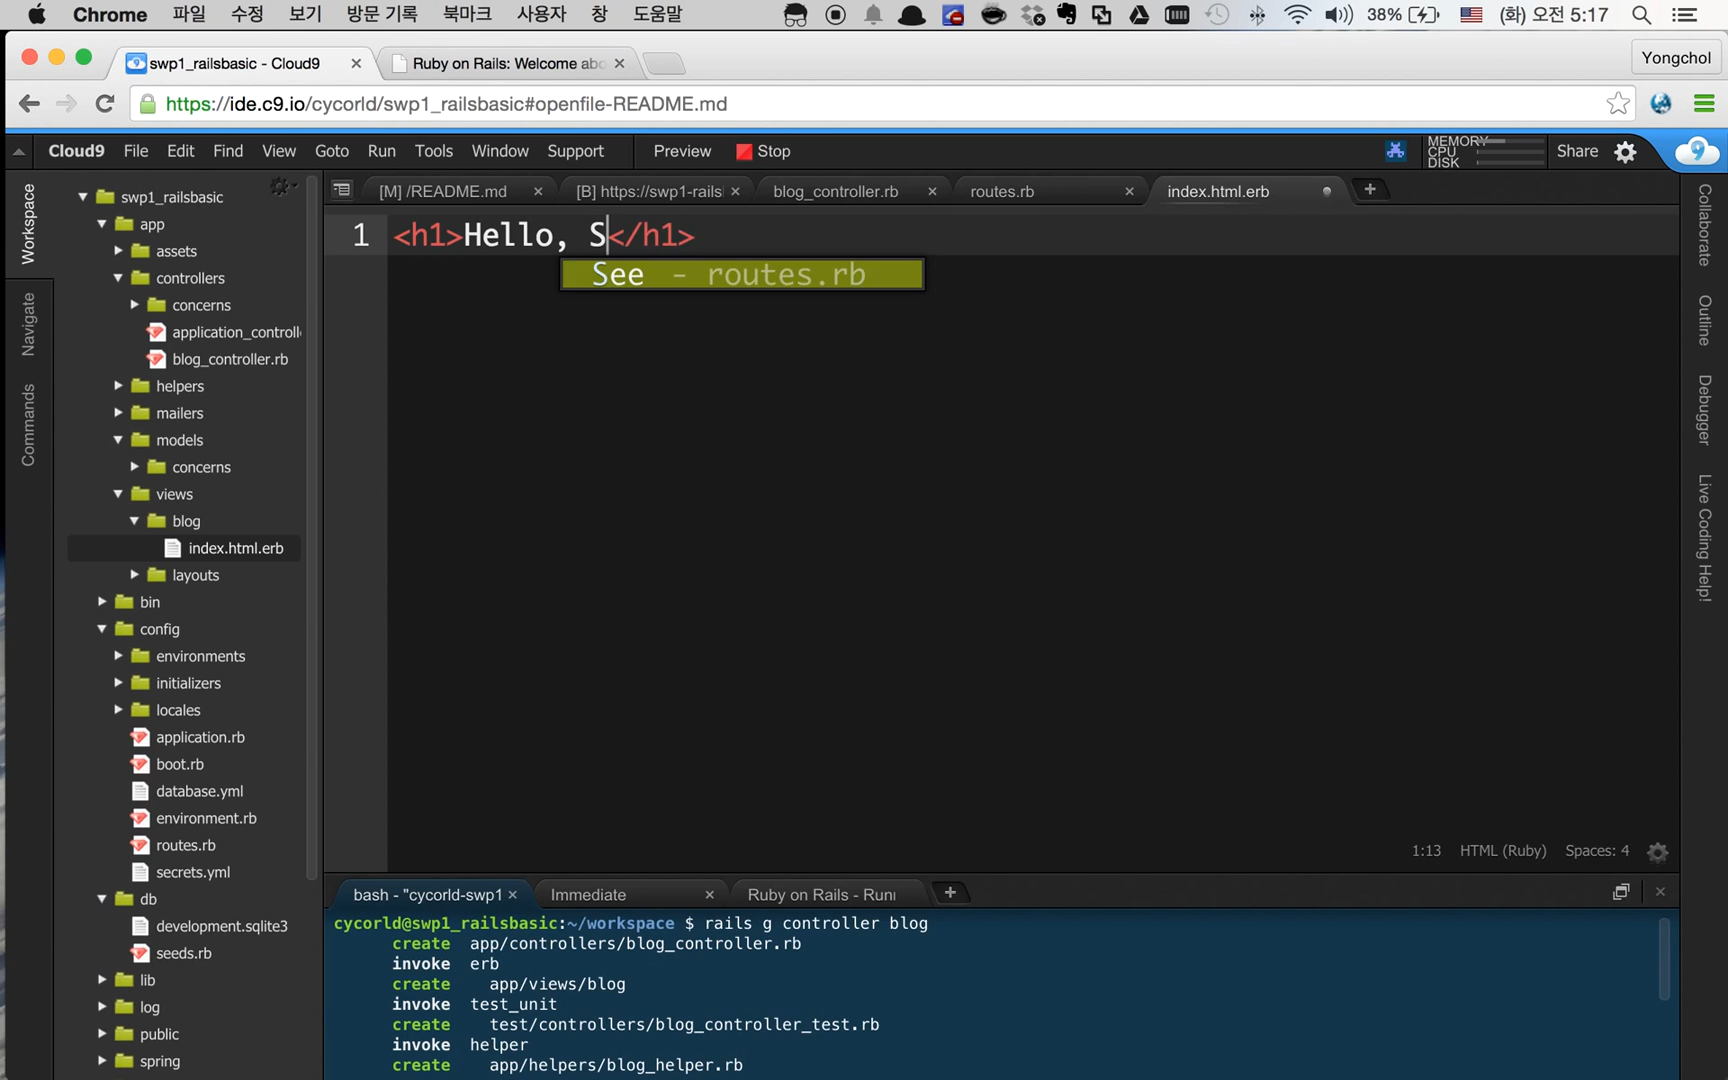 Chrome 파일 수정 보기 방문 기록 북마크 사용자 창 도움말 38% (화) 오전 5:17
swp1_railsbasic - Cloud9 Ruby on Rails: Welcome abo Yongchol
https://ide.c9.io/cycorld/swp1_railsbasic#openfile-README.md
Cloud9 File Edit Find View Goto Run Tools Window Support Preview Stop MEMORY Share
CPU
DISK
[M] /README.md [B] https://swp1-rails blog_controller.rb routes.rb index.html.erb
Workspace
Navigate
Commands
swp1_railsbasic
app
assets
controllers
concerns
application_controll
blog_controller.rb
helpers
mailers
models
concerns
views
blog
index.html.erb
layouts
bin
config
environments
initializers
locales
application.rb
boot.rb
database.yml
environment.rb
routes.rb
secrets.yml
db
development.sqlite3
seeds.rb
lib
log
public
spring
1 <h1>Hello, S</h1>
See - routes.rb
Collaborate
Outline
Debugger
Live Coding Help!
1:13 HTML (Ruby) Spaces: 4
bash - "cycorld-swp1 Immediate Ruby on Rails - Run
cycorld@swp1_railsbasic:~/workspace $ rails g controller blog
create app/controllers/blog_controller.rb
invoke erb
create app/views/blog
invoke test_unit
create test/controllers/blog_controller_test.rb
invoke helper
create app/helpers/blog_helper.rb